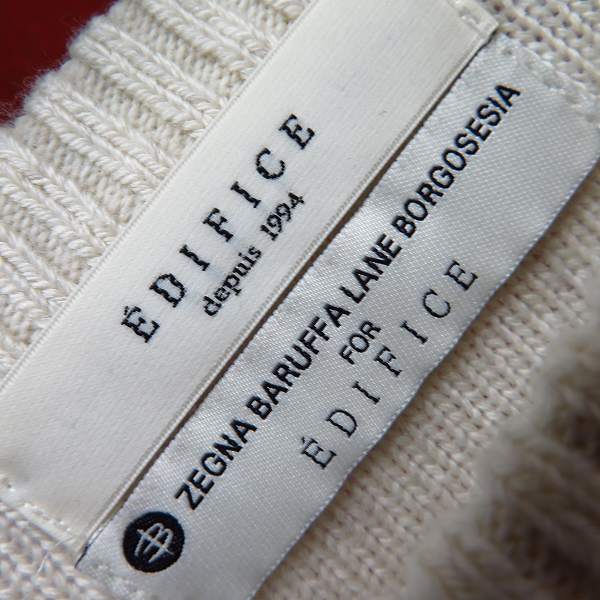 ÉDIFICE
depuis 1994
ZEGNA BARUFFA LANE BORGOSESIA
FOR
ÉDIFICE